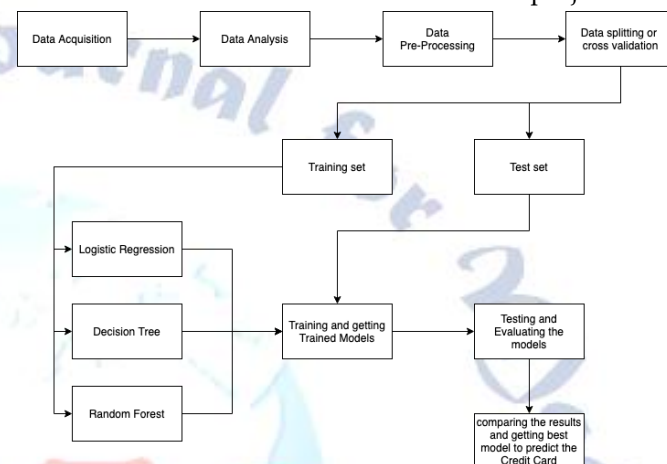 Data Acquisition
Data Analysis
Data
Pre-Processing
Data splitting or
cross validation
Training set
Test set
Logistic Regression
Decision Tree
Random Forest
Training and getting
Trained Models
Testing and
Evaluating the
models
comparing the results
and getting best
model to predict the
Credit Card